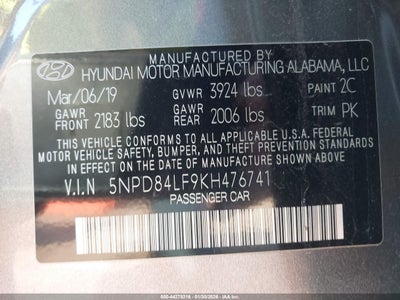 MANUFACTURED BY
HYUNDAI MOTOR MANUFACTURING ALABAMA, LLC
Mar/06/19 GVWR 3924 lbs PAINT 2C
GAWR FRONT 2183 lbs GAWR REAR 2006 lbs TRIM PK
THIS VEHICLE CONFORMS TO ALL APPLICABLE U.S. FEDERAL
MOTOR VEHICLE SAFETY, BUMPER, AND THEFT PREVENTION STANDARDS
IN EFFECT ON THE DATE OF MANUFACTURE SHOWN ABOVE.
V.I.N 5NPD84LF9KH476741
PASSENGER CAR